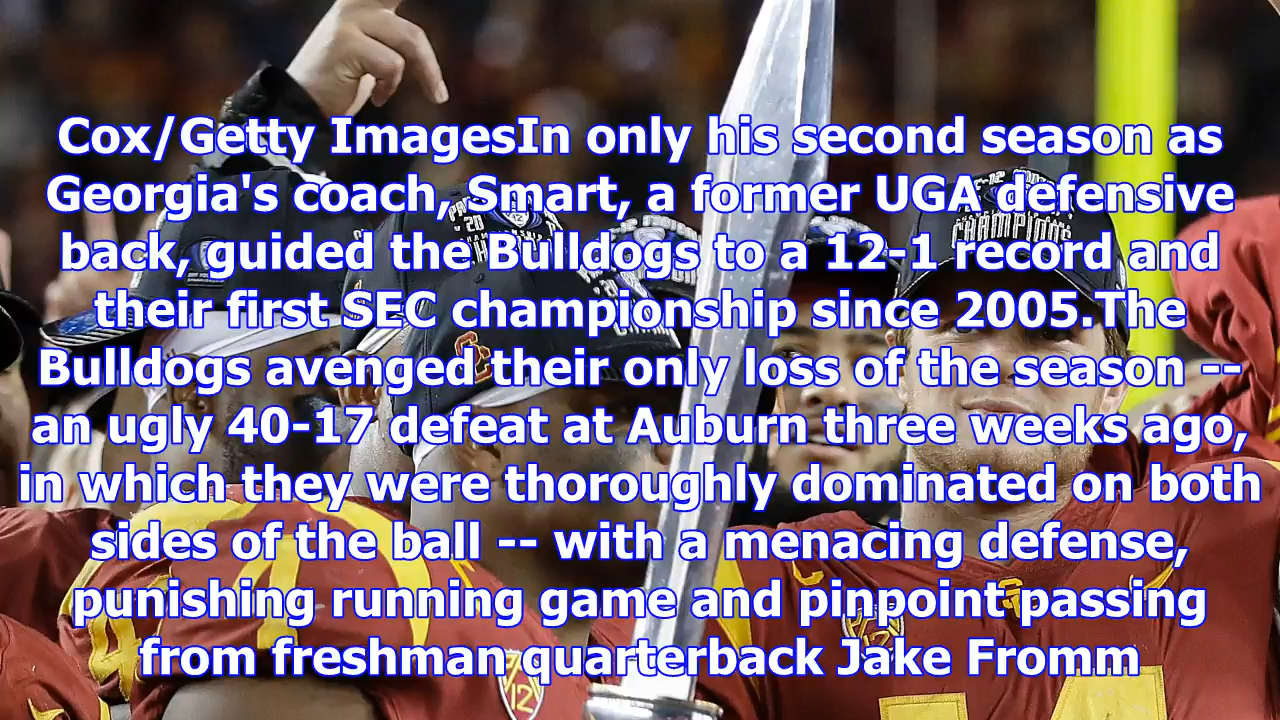 Cox/Getty ImagesIn only his second season as
Georgia's coach, Smart, a former UGA defensive
back, guided the Bulldogs to a 12-1 record and
their first SEC championship since 2005.The
Bulldogs avenged their only loss of the season --
an ugly 40-17 defeat at Auburn three weeks ago,
in which they were thoroughly dominated on both
sides of the ball -- with a menacing defense,
punishing running game and pinpoint passing
from freshman quarterback Jake Fromm
CHAMPIONS
12